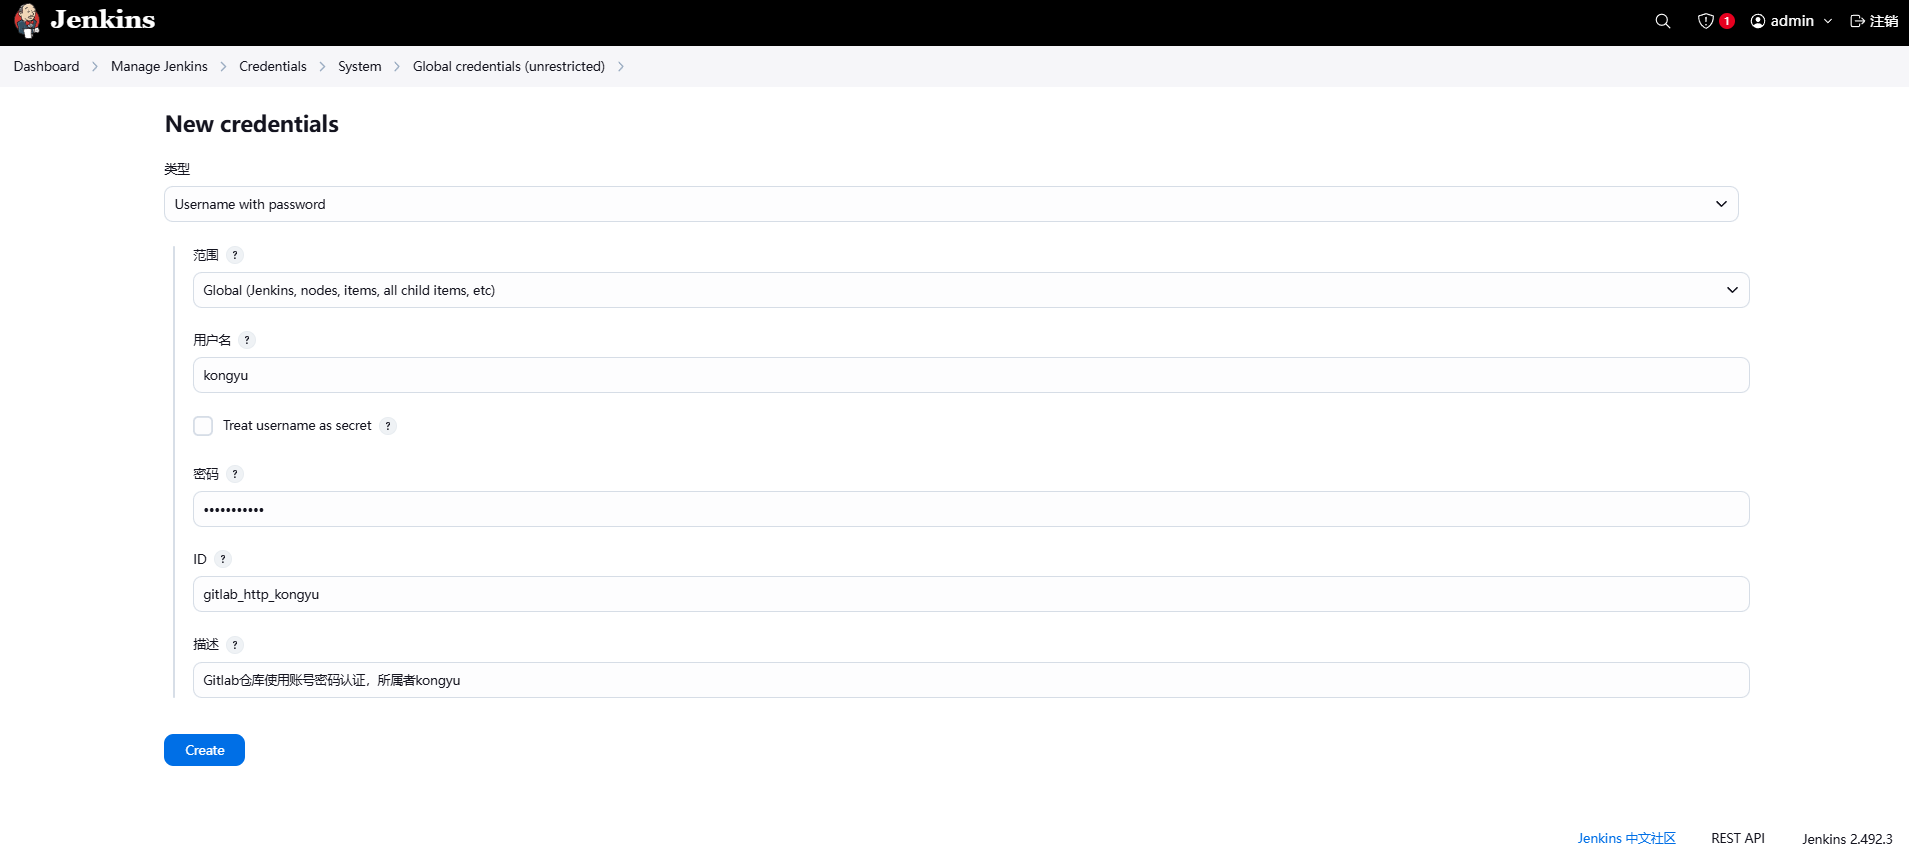 Jenkins
1 admin 注销
Dashboard Manage Jenkins Credentials System Global credentials (unrestricted)
New credentials
类型
Username with password
范围 ?
Global (Jenkins, nodes, items, all child items, etc)
用户名 ?
kongyu
Treat username as secret ?
密码 ?
•••••••••••
ID ?
gitlab_http_kongyu
描述 ?
Gitlab仓库使用账号密码认证，所属者kongyu
Create
Jenkins 中文社区 REST API Jenkins 2.492.3